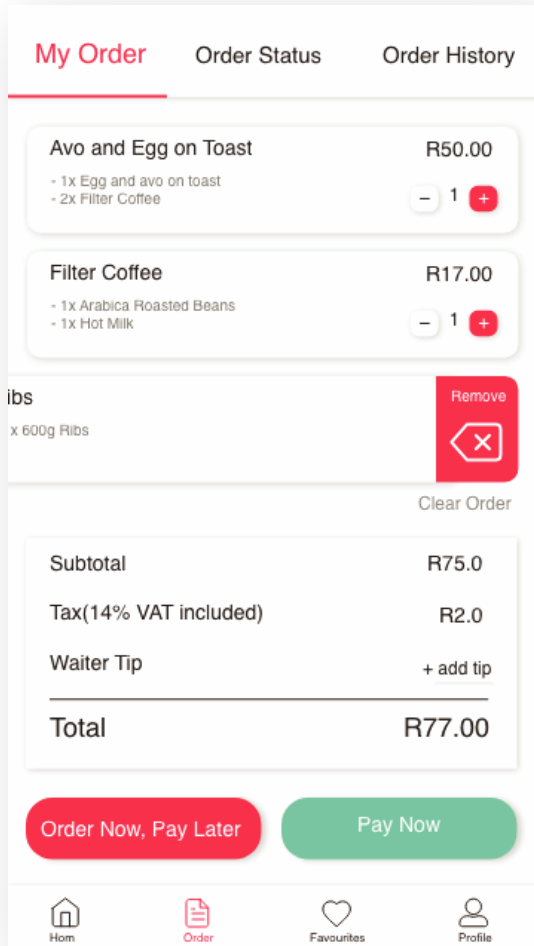 My Order Order Status Order History
Avo and Egg on Toast R50.00
- 1x Egg and avo on toast
- 2x Filter Coffee
− 1 +
Filter Coffee R17.00
- 1x Arabica Roasted Beans
- 1x Hot Milk
− 1 +
ibs Remove
x 600g Ribs
Clear Order
Subtotal R75.0
Tax(14% VAT included) R2.0
Waiter Tip + add tip
Total R77.00
Order Now, Pay Later Pay Now
Hom Order Favourites Profile